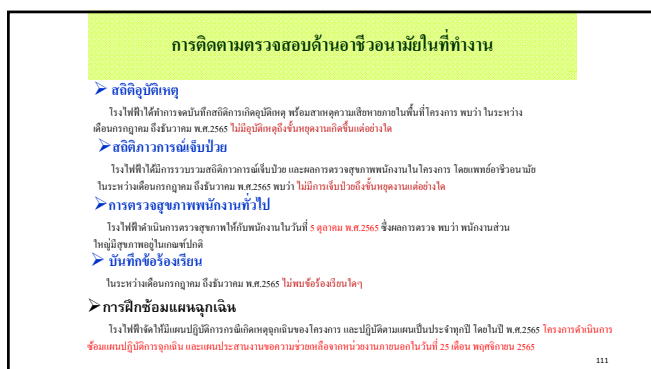 การติดตามตรวจสอบด้านอาชีวอนามัยในที่ทำงาน
➢ สถิติอุบัติเหตุ
โรงไฟฟ้าได้ทำการจดบันทึกสถิติการเกิดอุบัติเหตุ พร้อมสาเหตุความเสียหายภายในพื้นที่โครงการ พบว่า ในระหว่าง
เดือนกรกฎาคม ถึงธันวาคม พ.ศ.2565 ไม่มีอุบัติเหตุถึงขั้นหยุดงานเกิดขึ้นแต่อย่างใด
➢ สถิติภาวการณ์เจ็บป่วย
โรงไฟฟ้าได้มีการรวบรวมสถิติภาวการณ์เจ็บป่วย และผลการตรวจสุขภาพพนักงานในโครงการ โดยแพทย์อาชีวอนามัย
ในระหว่างเดือนกรกฎาคม ถึงธันวาคม พ.ศ.2565 พบว่า ไม่มีการเจ็บป่วยถึงขั้นหยุดงานแต่อย่างใด
➢ การตรวจสุขภาพพนักงานทั่วไป
โรงไฟฟ้าดำเนินการตรวจสุขภาพให้กับพนักงานในวันที่ 5 ตุลาคม พ.ศ.2565 ซึ่งผลการตรวจ พบว่า พนักงานส่วน
ใหญ่มีสุขภาพอยู่ในเกณฑ์ปกติ
➢ บันทึกข้อร้องเรียน
ในระหว่างเดือนกรกฎาคม ถึงธันวาคม พ.ศ.2565 ไม่พบข้อร้องเรียนใดๆ
➢ การฝึกซ้อมแผนฉุกเฉิน
โรงไฟฟ้าจัดให้มีแผนปฏิบัติการกรณีเกิดเหตุฉุกเฉินของโครงการ และปฏิบัติตามแผนเป็นประจำทุกปี โดยในปี พ.ศ.2565 โครงการดำเนินการ
ซ้อมแผนปฏิบัติการฉุกเฉิน และแผนประสานงานขอความช่วยเหลือจากหน่วยงานภายนอกในวันที่ 25 เดือน พฤศจิกายน 2565
111